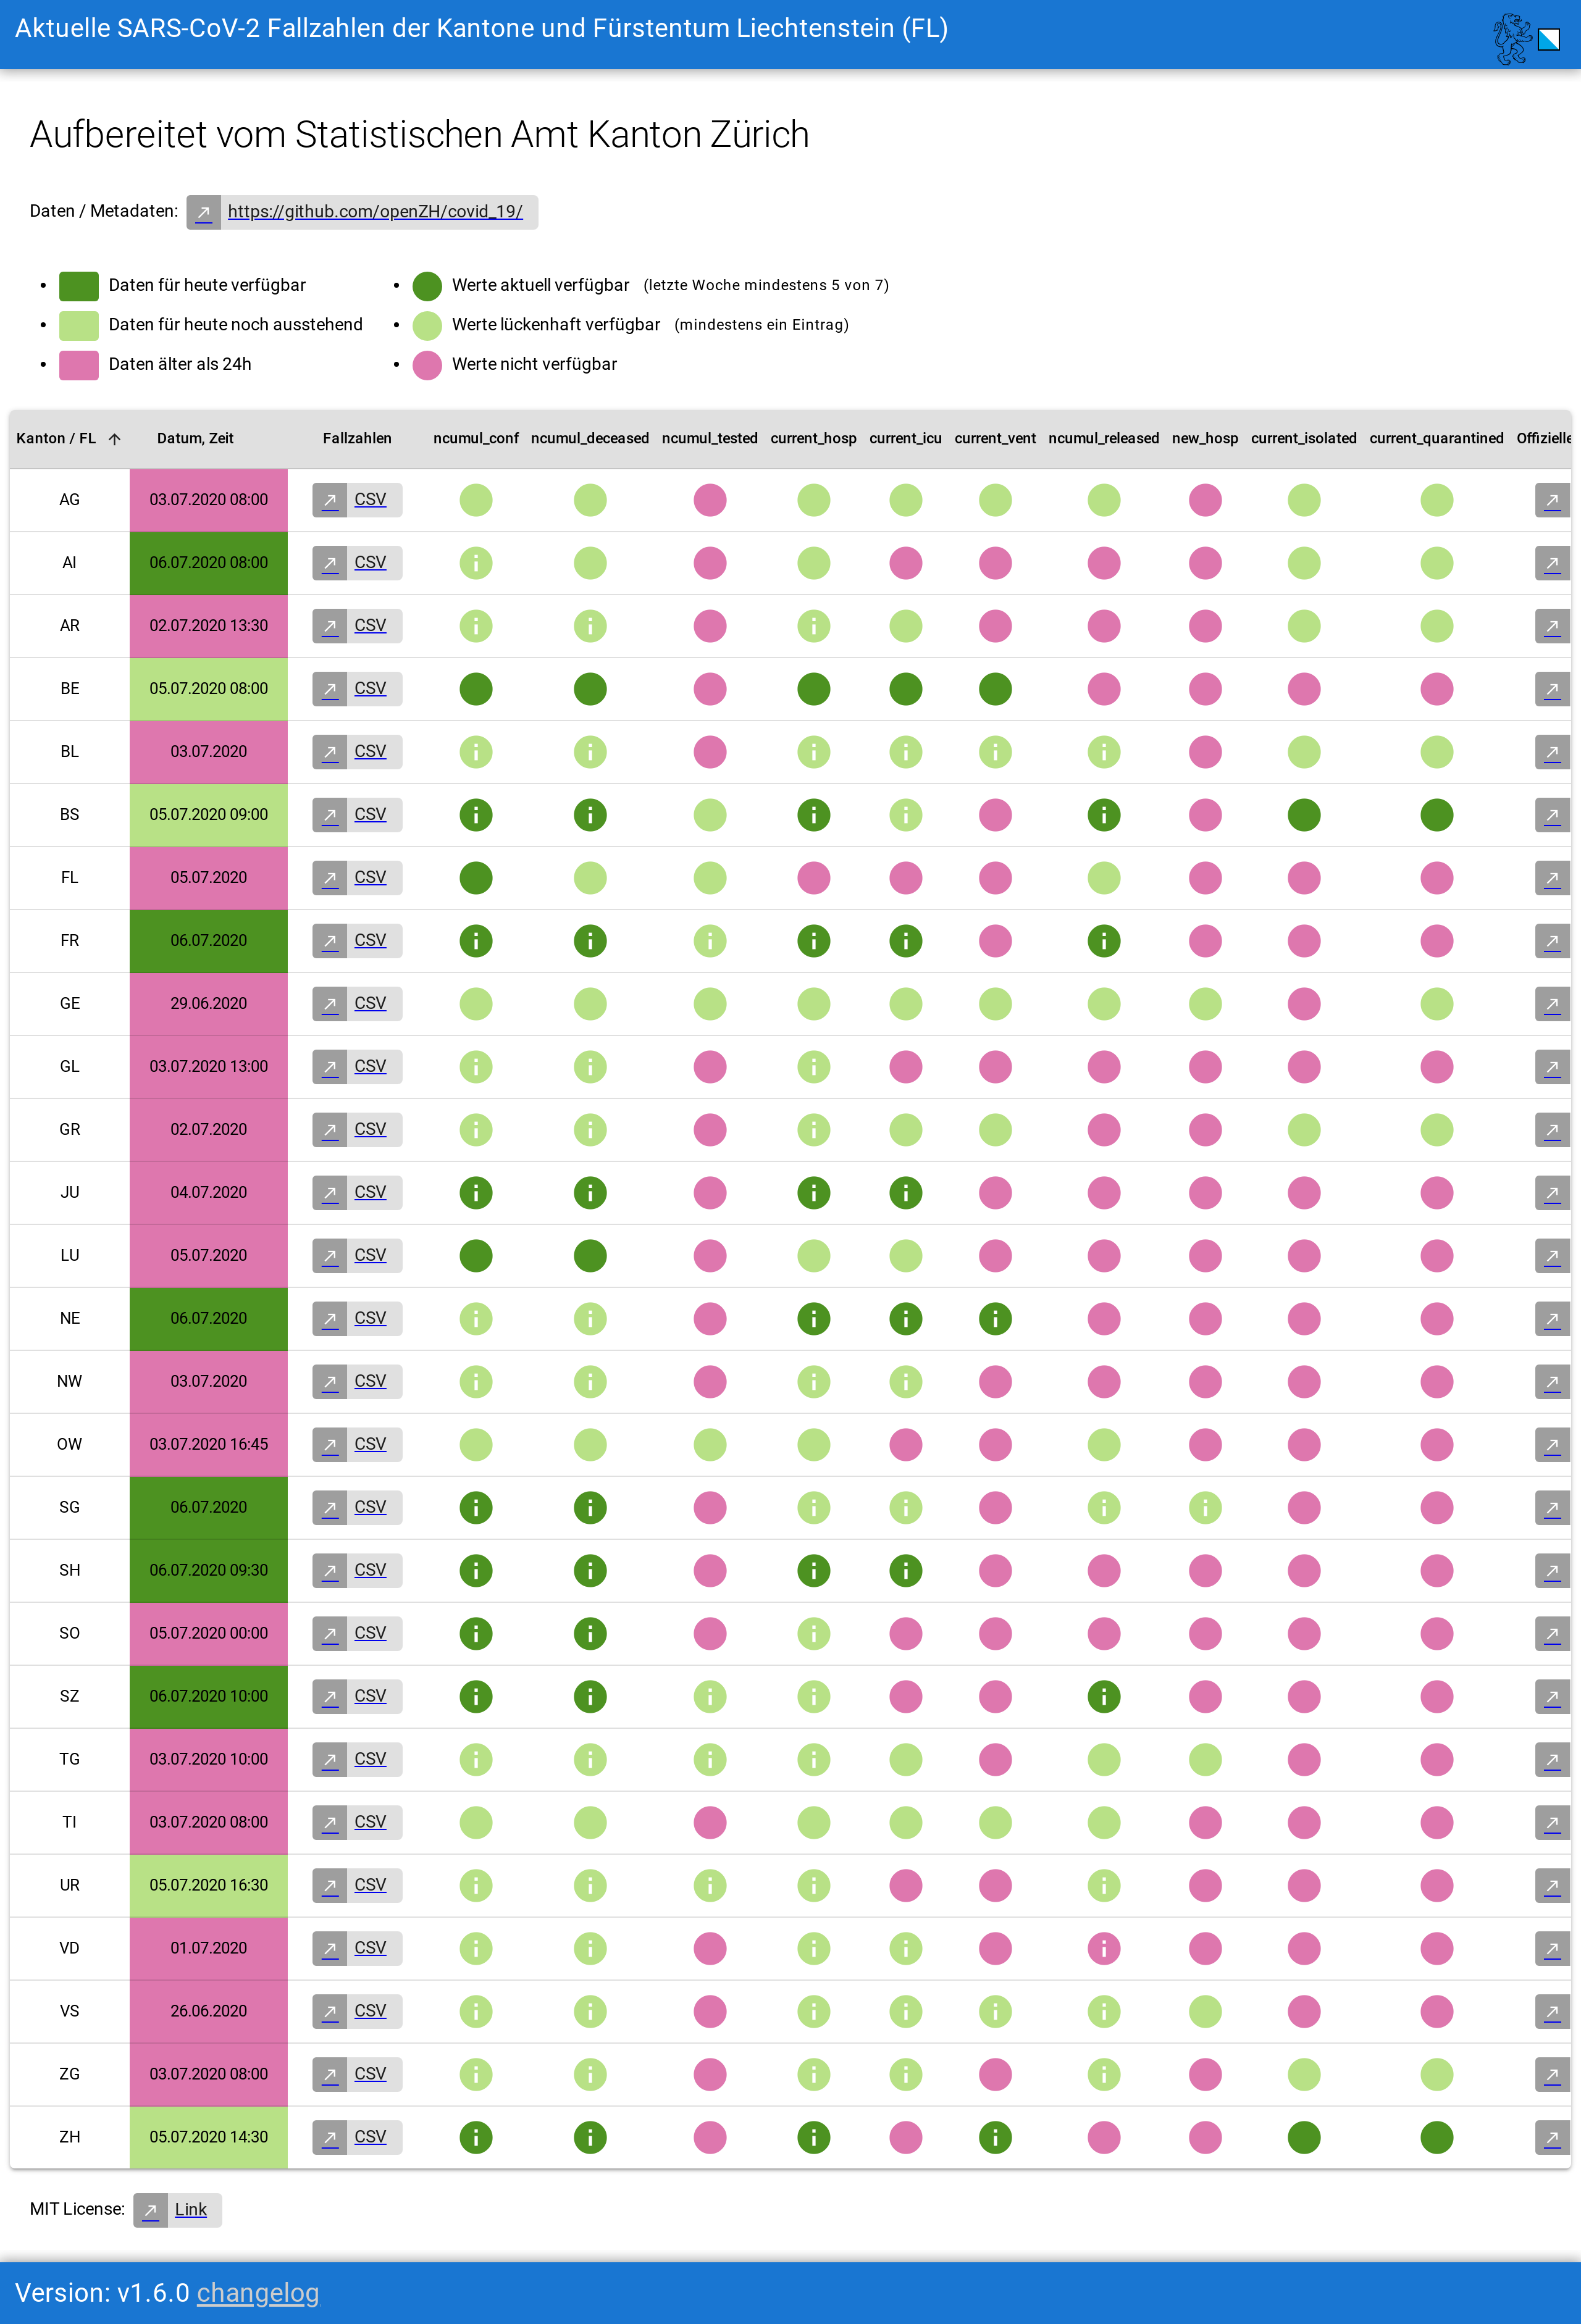 Aktuelle SARS-CoV-2 Fallzahlen der Kantone und Fürstentum Liechtenstein (FL)
Aufbereitet vom Statistischen Amt Kanton Zürich
Daten / Metadaten: https://github.com/openZH/covid_19/
Daten für heute verfügbar
Daten für heute noch ausstehend
Daten älter als 24h
Werte aktuell verfügbar (letzte Woche mindestens 5 von 7)
Werte lückenhaft verfügbar (mindestens ein Eintrag)
Werte nicht verfügbar
Kanton / FL Datum, Zeit Fallzahlen ncumul_conf ncumul_deceased ncumul_tested current_hosp current_icu current_vent ncumul_released new_hosp current_isolated current_quarantined Offizielle
AG 03.07.2020 08:00 CSV
AI 06.07.2020 08:00 CSV
AR 02.07.2020 13:30 CSV
BE 05.07.2020 08:00 CSV
BL 03.07.2020 CSV
BS 05.07.2020 09:00 CSV
FL 05.07.2020 CSV
FR 06.07.2020 CSV
GE 29.06.2020 CSV
GL 03.07.2020 13:00 CSV
GR 02.07.2020 CSV
JU 04.07.2020 CSV
LU 05.07.2020 CSV
NE 06.07.2020 CSV
NW 03.07.2020 CSV
OW 03.07.2020 16:45 CSV
SG 06.07.2020 CSV
SH 06.07.2020 09:30 CSV
SO 05.07.2020 00:00 CSV
SZ 06.07.2020 10:00 CSV
TG 03.07.2020 10:00 CSV
TI 03.07.2020 08:00 CSV
UR 05.07.2020 16:30 CSV
VD 01.07.2020 CSV
VS 26.06.2020 CSV
ZG 03.07.2020 08:00 CSV
ZH 05.07.2020 14:30 CSV
MIT License: Link
Version: v1.6.0 changelog